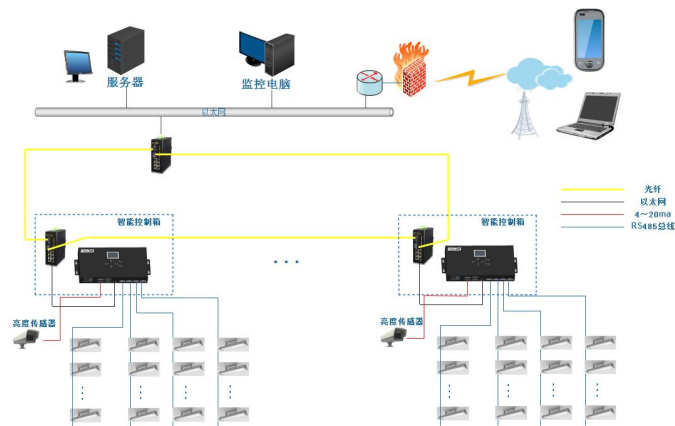 服务器
监控电脑
以太网
光纤
以太网
4～20ma
RS485总线
智能控制箱
智能控制箱
亮度传感器
亮度传感器